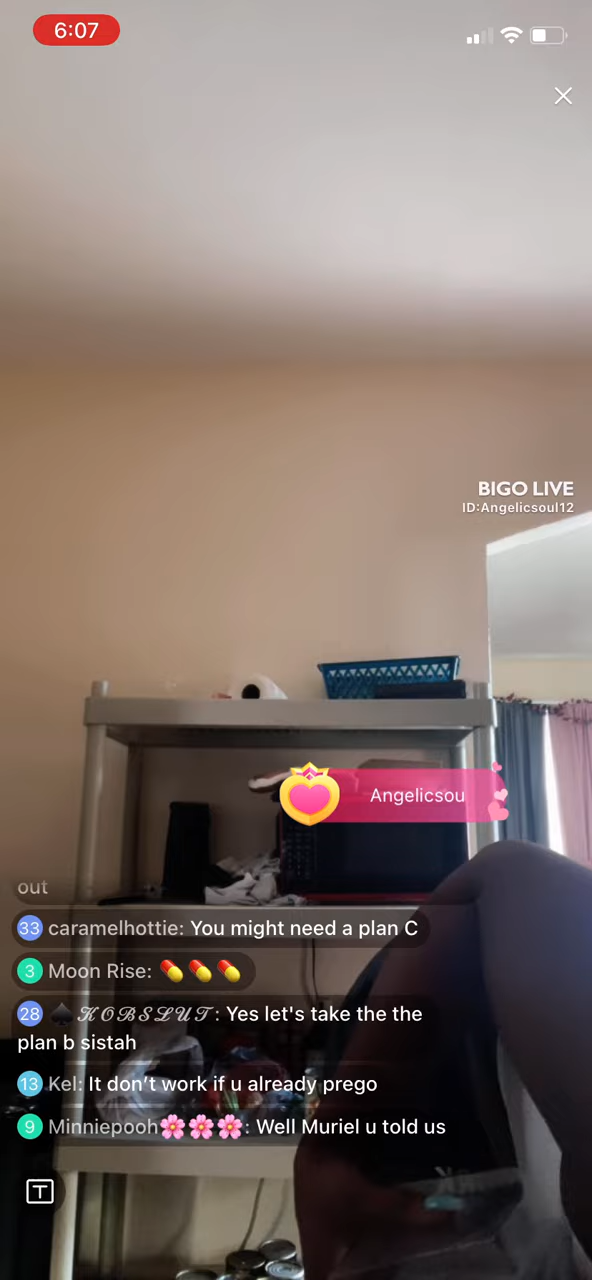 6:07
BIGO LIVE
ID:Angelicsoul12
Angelicsou
out
33 caramelhottie: You might need a plan C
3 Moon Rise: 💊💊💊
28 ♠️𝒦𝒪ℬ𝒮ℒ𝒰𝒯: Yes let's take the the
plan b sistah
13 Kel: It don’t work if u already prego
9 Minniepooh🌸🌸🌸: Well Muriel u told us
T